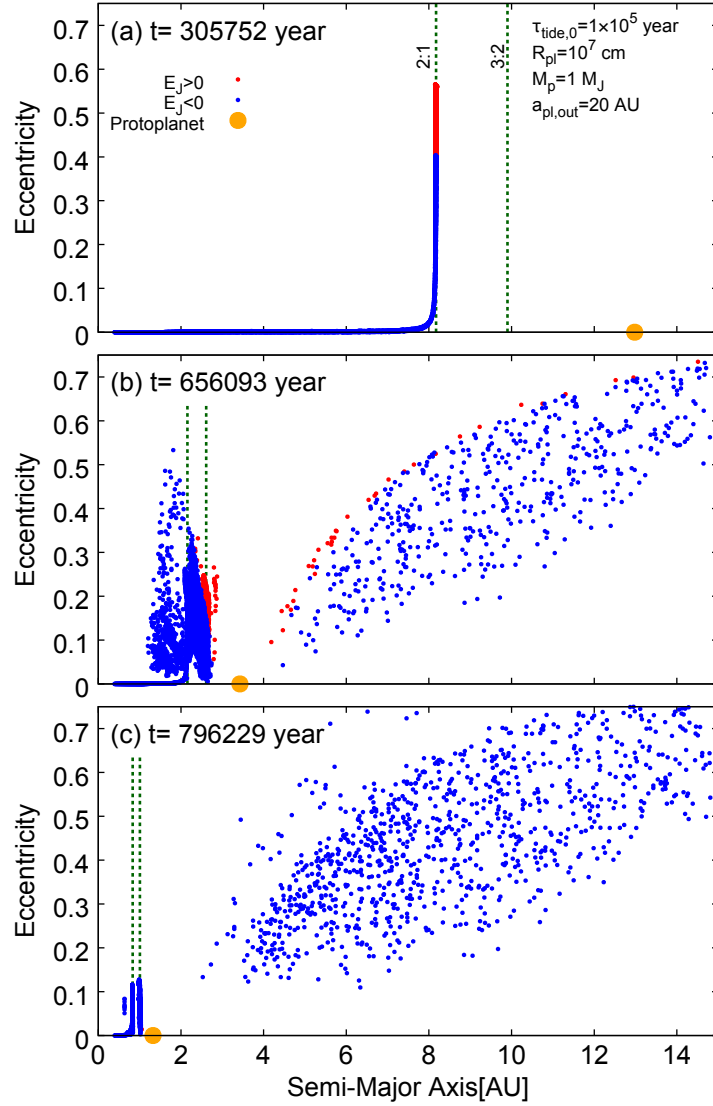 (a) t= 305752 year
2:1
3:2
τtide,0=1×10⁵ year
Rpl=10⁷ cm
Mp=1 MJ
apl,out=20 AU
EJ>0
EJ<0
Protoplanet
Eccentricity
0.7
0.6
0.5
0.4
0.3
0.2
0.1
0
(b) t= 656093 year
Eccentricity
0.7
0.6
0.5
0.4
0.3
0.2
0.1
0
(c) t= 796229 year
Eccentricity
0.7
0.6
0.5
0.4
0.3
0.2
0.1
0
0 2 4 6 8 10 12 14
Semi-Major Axis[AU]